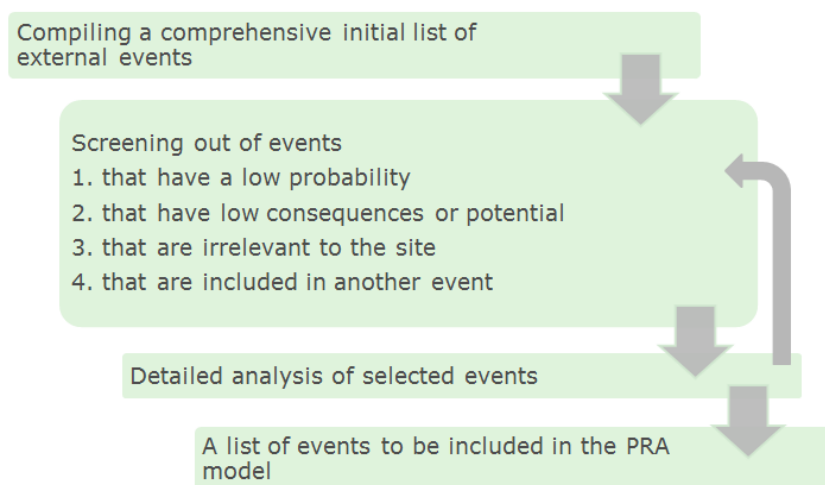 Compiling a comprehensive initial list of
external events
Screening out of events
1. that have a low probability
2. that have low consequences or potential
3. that are irrelevant to the site
4. that are included in another event
Detailed analysis of selected events
A list of events to be included in the PRA
model